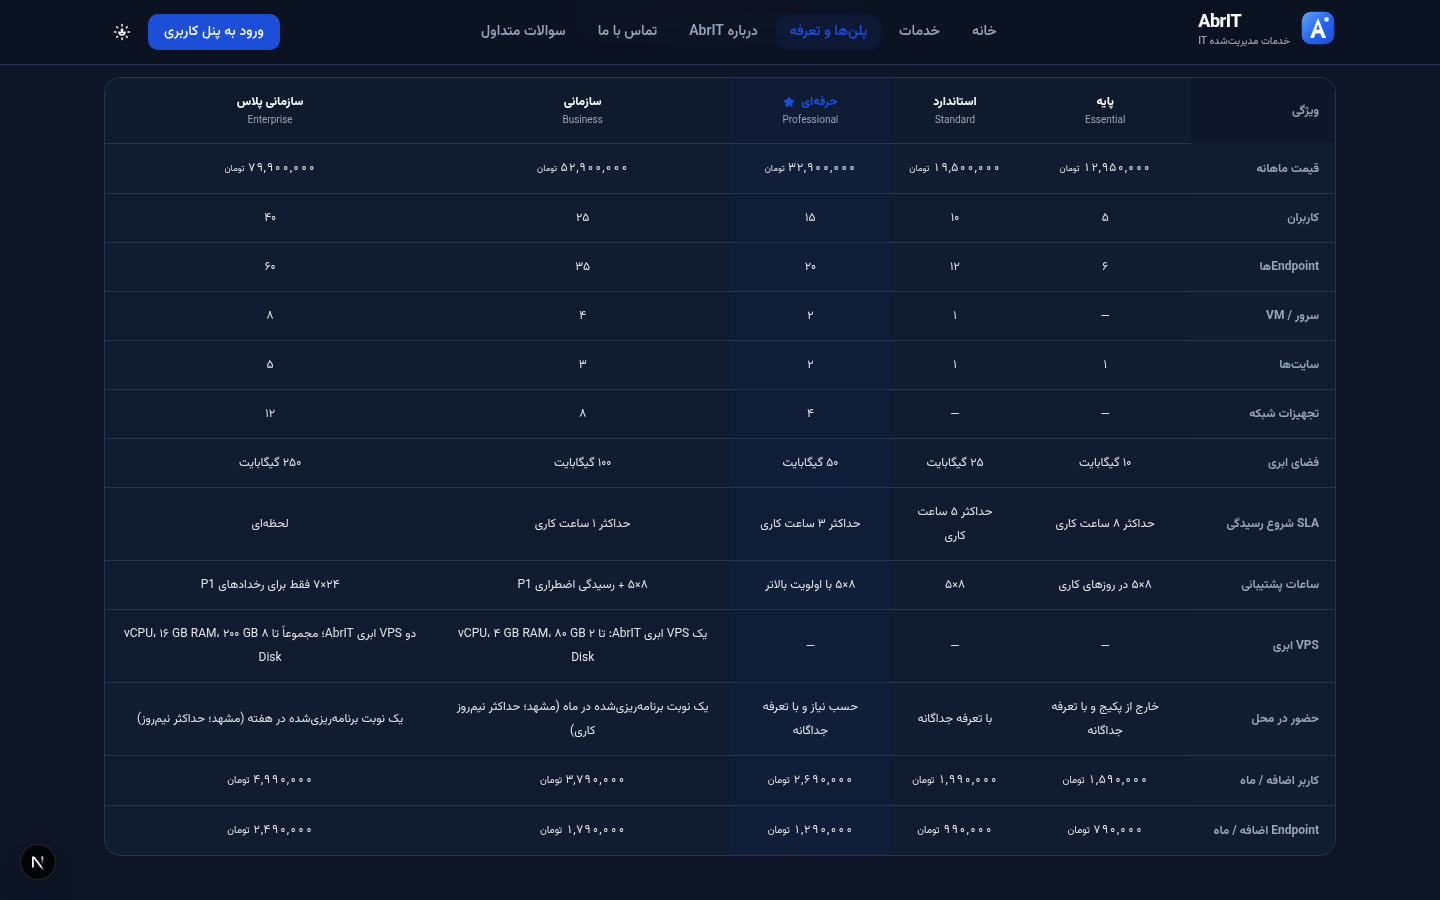 AbrIT
خدمات مدیریت‌شده IT
خانه
خدمات
پلن‌ها و تعرفه
درباره AbrIT
تماس با ما
سوالات متداول
ورود به پنل کاربری
ویژگی
پایه
Essential
استاندارد
Standard
حرفه‌ای
Professional
سازمانی
Business
سازمانی پلاس
Enterprise
قیمت ماهانه
۱۲,۹۵۰,۰۰۰ تومان
۱۹,۵۰۰,۰۰۰ تومان
۳۲,۹۰۰,۰۰۰ تومان
۵۲,۹۰۰,۰۰۰ تومان
۷۹,۹۰۰,۰۰۰ تومان
کاربران
۵
۱۰
۱۵
۲۵
۴۰
Endpointها
۶
۱۲
۲۰
۳۵
۶۰
سرور / VM
—
۱
۲
۴
۸
سایت‌ها
۱
۱
۲
۳
۵
تجهیزات شبکه
—
—
۴
۸
۱۲
فضای ابری
۱۰ گیگابایت
۲۵ گیگابایت
۵۰ گیگابایت
۱۰۰ گیگابایت
۲۵۰ گیگابایت
SLA شروع رسیدگی
حداکثر ۸ ساعت کاری
حداکثر ۵ ساعت
کاری
حداکثر ۳ ساعت کاری
حداکثر ۱ ساعت کاری
لحظه‌ای
ساعات پشتیبانی
۵×۸ در روزهای کاری
۵×۸
۵×۸ با اولویت بالاتر
۵×۸ + رسیدگی اضطراری P1
۷×۲۴ فقط برای رخدادهای P1
VPS ابری
—
—
—
یک VPS ابری AbrIT: تا ۲ vCPU، ۴ GB RAM، ۸۰ GB
Disk
دو VPS ابری AbrIT؛ مجموعاً تا ۸ vCPU، ۱۶ GB RAM، ۲۰۰ GB
Disk
حضور در محل
خارج از پکیج و با تعرفه
جداگانه
با تعرفه جداگانه
حسب نیاز و با تعرفه
جداگانه
یک نوبت برنامه‌ریزی‌شده در ماه (مشهد؛ حداکثر نیم‌روز
کاری)
یک نوبت برنامه‌ریزی‌شده در هفته (مشهد؛ حداکثر نیم‌روز)
کاربر اضافه / ماه
۱,۵۹۰,۰۰۰ تومان
۱,۹۹۰,۰۰۰ تومان
۲,۶۹۰,۰۰۰ تومان
۳,۷۹۰,۰۰۰ تومان
۴,۹۹۰,۰۰۰ تومان
Endpoint اضافه / ماه
۷۹۰,۰۰۰ تومان
۹۹۰,۰۰۰ تومان
۱,۲۹۰,۰۰۰ تومان
۱,۷۹۰,۰۰۰ تومان
۲,۴۹۰,۰۰۰ تومان